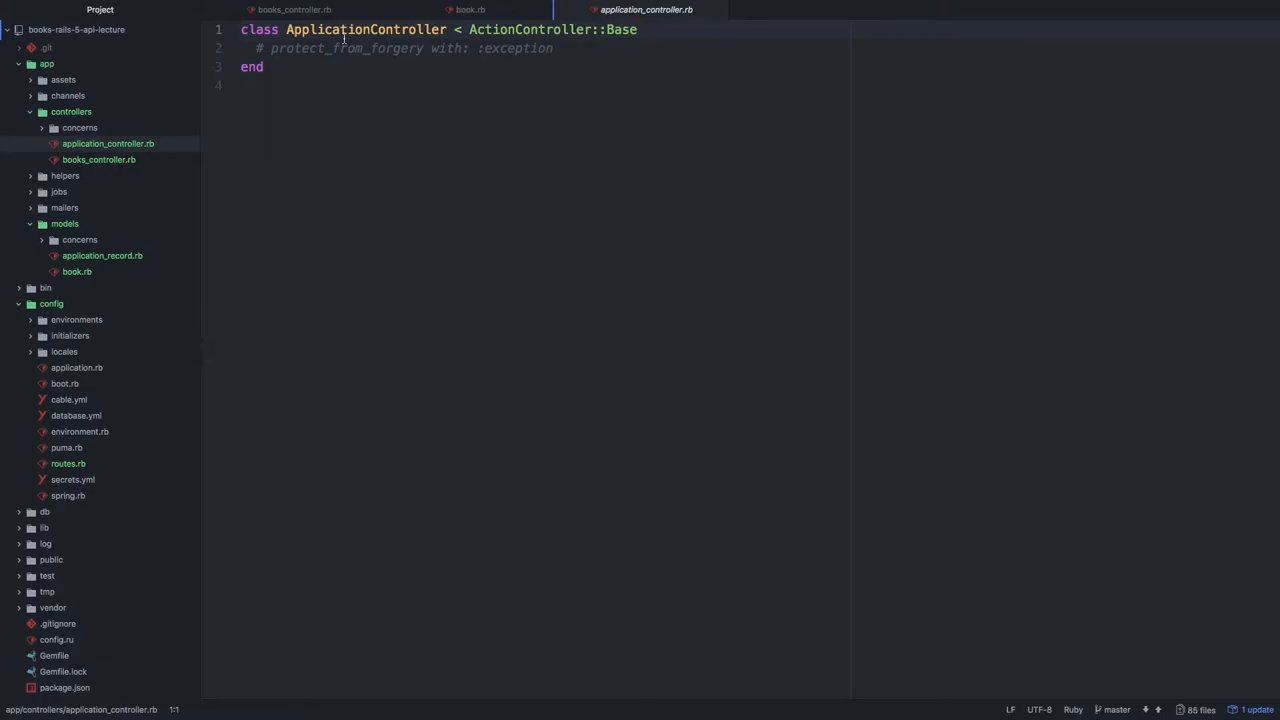 Project
books_controller.rb
book.rb
application_controller.rb
books-rails-5-api-lecture
.git
app
assets
channels
controllers
concerns
application_controller.rb
books_controller.rb
helpers
jobs
mailers
models
concerns
application_record.rb
book.rb
bin
config
environments
initializers
locales
application.rb
boot.rb
cable.yml
database.yml
environment.rb
puma.rb
routes.rb
secrets.yml
spring.rb
db
lib
log
public
test
tmp
vendor
.gitignore
config.ru
Gemfile
Gemfile.lock
package.json
1 class ApplicationController < ActionController::Base
2 # protect_from_forgery with: :exception
3 end
4
app/controllers/application_controller.rb 1:1
LF UTF-8 Ruby master 85 files 1 update